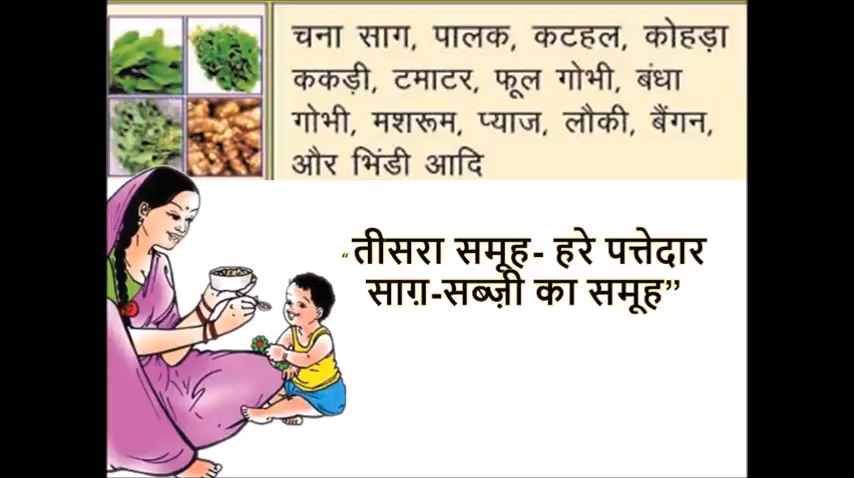 चना साग, पालक, कटहल, कोहड़ा
ककड़ी, टमाटर, फूल गोभी, बंधा
गोभी, मशरूम, प्याज, लौकी, बैंगन,
और भिंडी आदि
“तीसरा समूह- हरे पत्तेदार
साग़-सब्ज़ी का समूह”